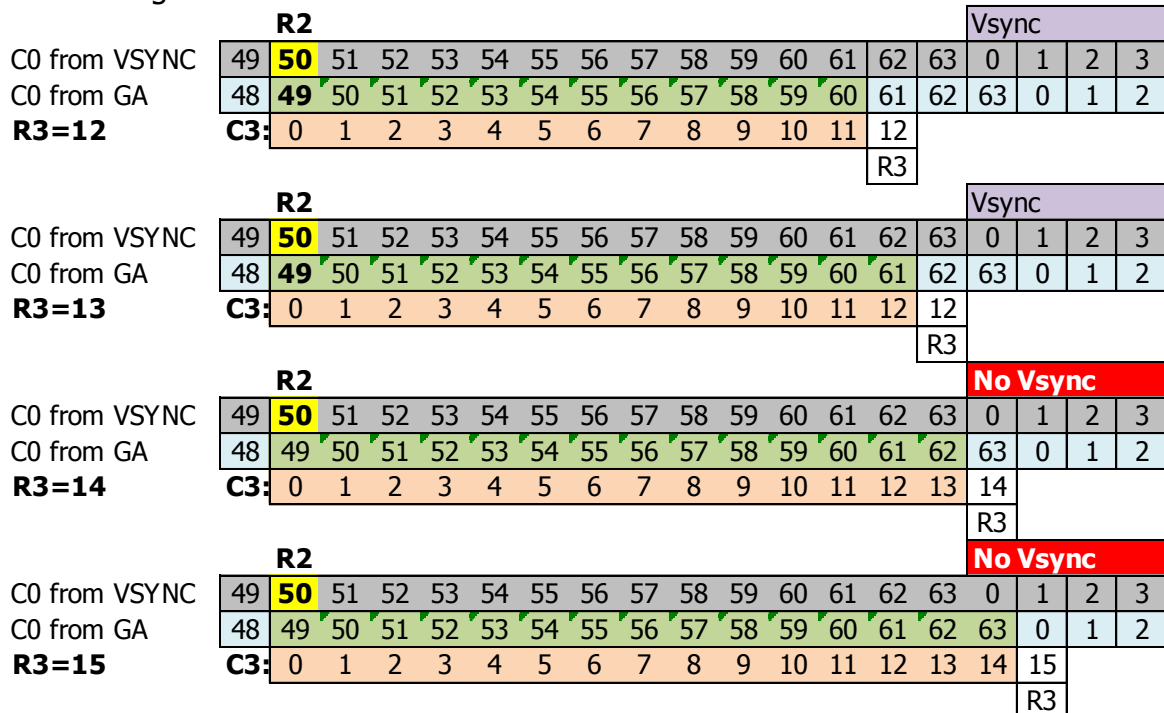 R2 Vsync
C0 from VSYNC 49 50 51 52 53 54 55 56 57 58 59 60 61 62 63 0 1 2 3
C0 from GA 48 49 50 51 52 53 54 55 56 57 58 59 60 61 62 63 0 1 2
R3=12 C3: 0 1 2 3 4 5 6 7 8 9 10 11 12
R3
R2 Vsync
C0 from VSYNC 49 50 51 52 53 54 55 56 57 58 59 60 61 62 63 0 1 2 3
C0 from GA 48 49 50 51 52 53 54 55 56 57 58 59 60 61 62 63 0 1 2
R3=13 C3: 0 1 2 3 4 5 6 7 8 9 10 11 12 12
R3
R2 No Vsync
C0 from VSYNC 49 50 51 52 53 54 55 56 57 58 59 60 61 62 63 0 1 2 3
C0 from GA 48 49 50 51 52 53 54 55 56 57 58 59 60 61 62 63 0 1 2
R3=14 C3: 0 1 2 3 4 5 6 7 8 9 10 11 12 13 14
R3
R2 No Vsync
C0 from VSYNC 49 50 51 52 53 54 55 56 57 58 59 60 61 62 63 0 1 2 3
C0 from GA 48 49 50 51 52 53 54 55 56 57 58 59 60 61 62 63 0 1 2
R3=15 C3: 0 1 2 3 4 5 6 7 8 9 10 11 12 13 14 15
R3